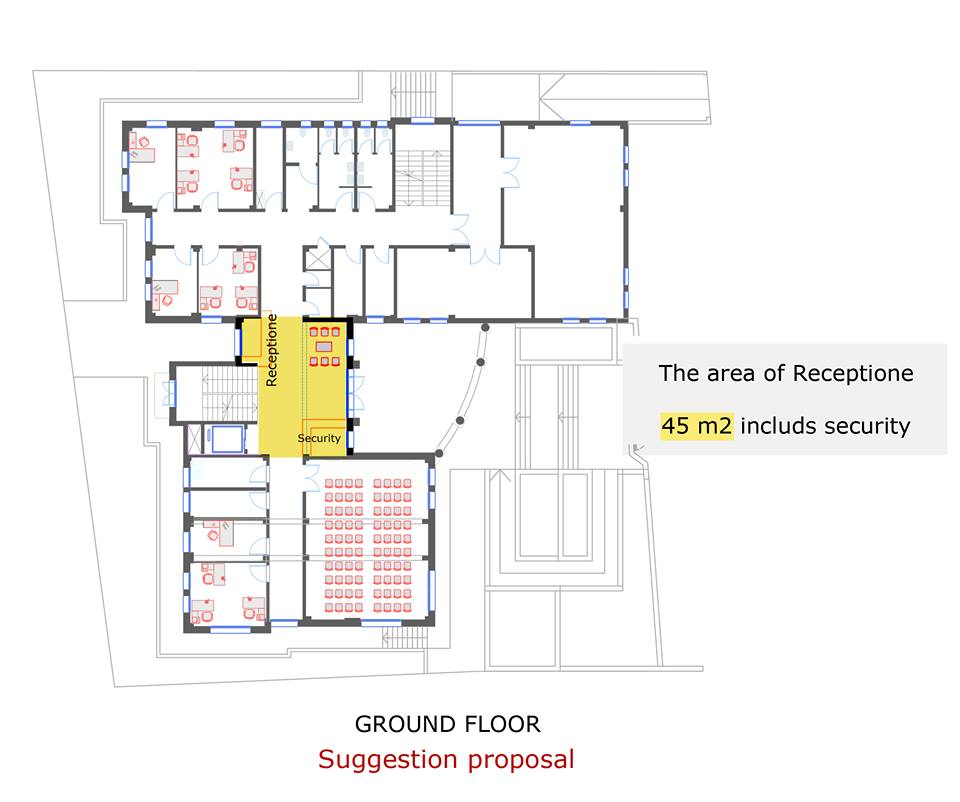 Receptione
Security
The area of Receptione
45 m2 includs security
GROUND FLOOR
Suggestion proposal